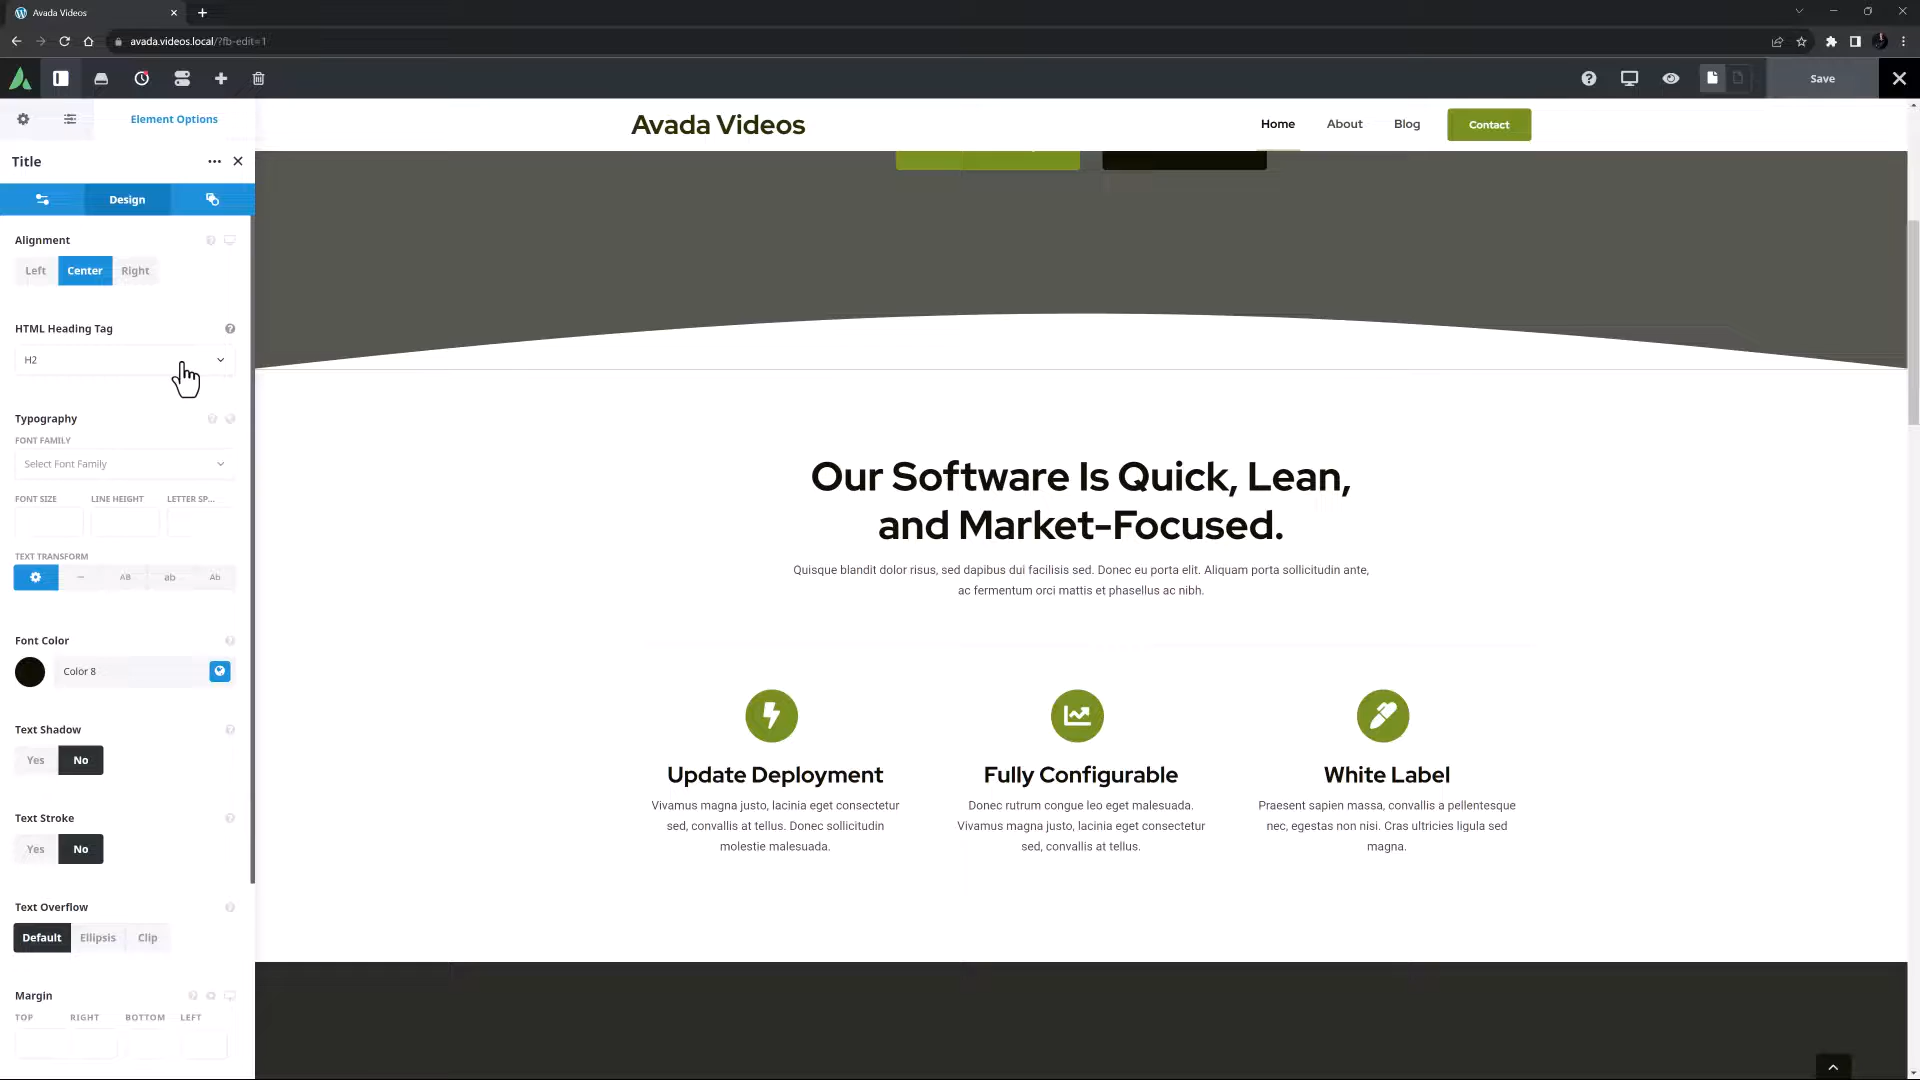 Avada Videos
avada.videos.local/?fb-edit=1
Save
Element Options
Title
Design
Alignment
Left Center Right
HTML Heading Tag
H2
Typography
FONT FAMILY
Select Font Family
FONT SIZE LINE HEIGHT LETTER SP...
TEXT TRANSFORM
AB ab Ab
Font Color
Color 8
Text Shadow
Yes No
Text Stroke
Yes No
Text Overflow
Default Ellipsis Clip
Margin
TOP RIGHT BOTTOM LEFT
Avada Videos
Home About Blog Contact
Our Software Is Quick, Lean,
and Market-Focused.
Quisque blandit dolor risus, sed dapibus dui facilisis sed. Donec eu porta elit. Aliquam porta sollicitudin ante,
ac fermentum orci mattis et phasellus ac nibh.
Update Deployment
Vivamus magna justo, lacinia eget consectetur
sed, convallis at tellus. Donec sollicitudin
molestie malesuada.
Fully Configurable
Donec rutrum congue leo eget malesuada.
Vivamus magna justo, lacinia eget consectetur
sed, convallis at tellus.
White Label
Praesent sapien massa, convallis a pellentesque
nec, egestas non nisi. Cras ultricies ligula sed
magna.